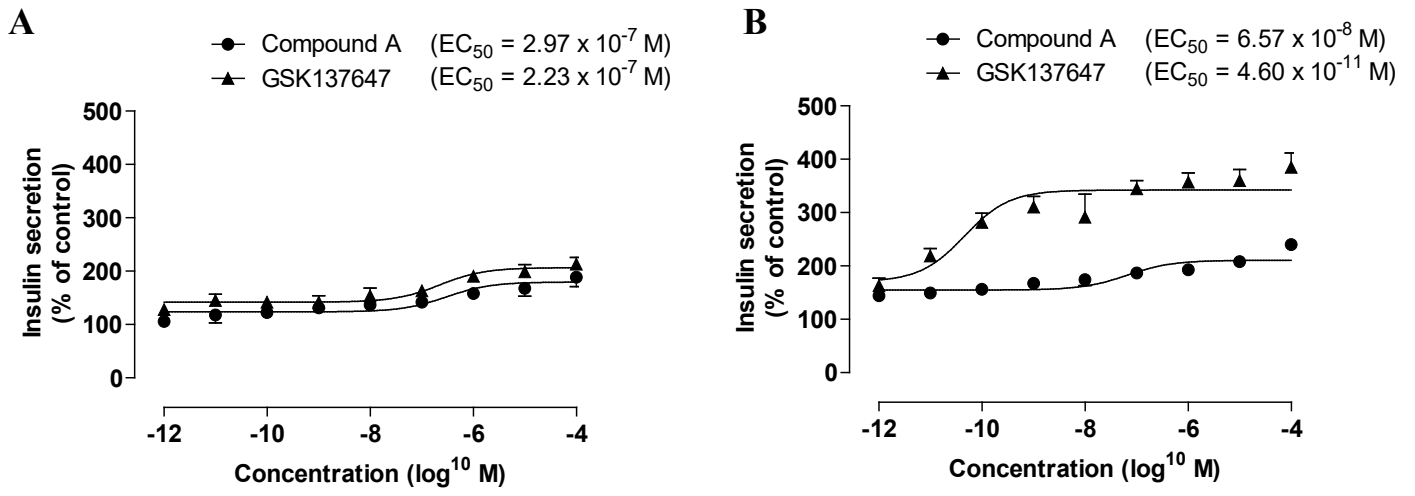 A
Compound A (EC50 = 2.97 x 10-7 M)
GSK137647 (EC50 = 2.23 x 10-7 M)
500
400
300
200
100
0
Insulin secretion
(% of control)
-12 -10 -8 -6 -4
Concentration (log10 M)
B
Compound A (EC50 = 6.57 x 10-8 M)
GSK137647 (EC50 = 4.60 x 10-11 M)
500
400
300
200
100
0
Insulin secretion
(% of control)
-12 -10 -8 -6 -4
Concentration (log10 M)